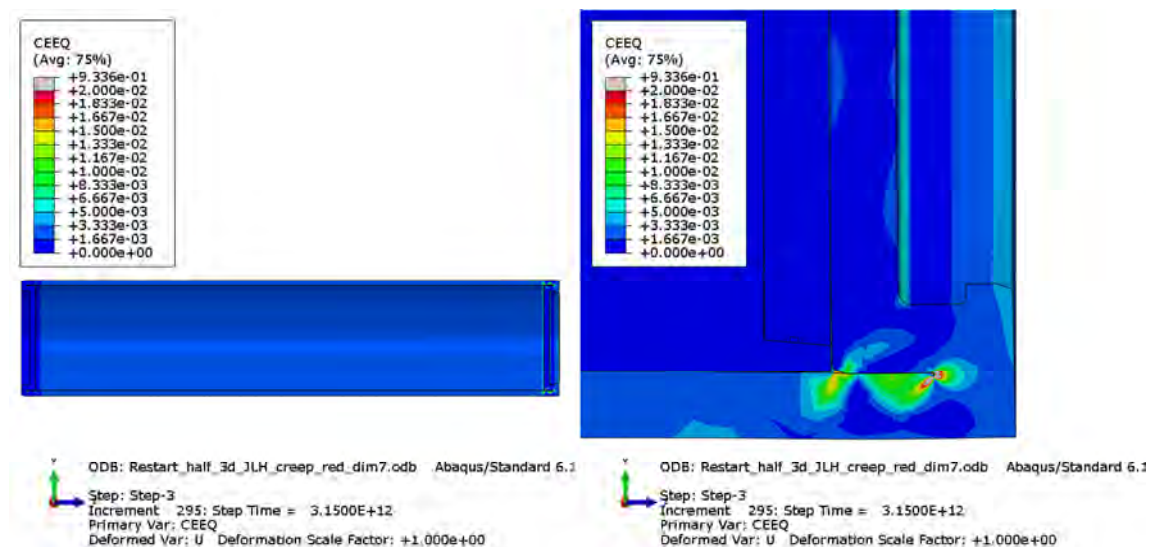 CEEQ
(Avg: 75%)
+9.336e-01
+2.000e-02
+1.833e-02
+1.667e-02
+1.500e-02
+1.333e-02
+1.167e-02
+1.000e-02
+8.333e-03
+6.667e-03
+5.000e-03
+3.333e-03
+1.667e-03
+0.000e+00
Y
ODB: Restart_half_3d_JLH_creep_red_dim7.odb Abaqus/Standard 6.1
Step: Step-3
Increment 295: Step Time = 3.1500E+12
Primary Var: CEEQ
Deformed Var: U Deformation Scale Factor: +1.000e+00
CEEQ
(Avg: 75%)
+9.336e-01
+2.000e-02
+1.833e-02
+1.667e-02
+1.500e-02
+1.333e-02
+1.167e-02
+1.000e-02
+8.333e-03
+6.667e-03
+5.000e-03
+3.333e-03
+1.667e-03
+0.000e+00
Y
ODB: Restart_half_3d_JLH_creep_red_dim7.odb Abaqus/Standard 6.1
Step: Step-3
Increment 295: Step Time = 3.1500E+12
Primary Var: CEEQ
Deformed Var: U Deformation Scale Factor: +1.000e+00